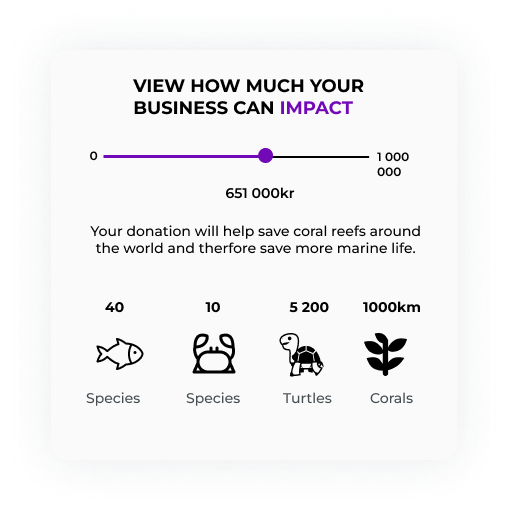 VIEW HOW MUCH YOUR
BUSINESS CAN IMPACT
0
1 000
000
651 000kr
Your donation will help save coral reefs around
the world and therfore save more marine life.
40 10 5 200 1000km
Species Species Turtles Corals